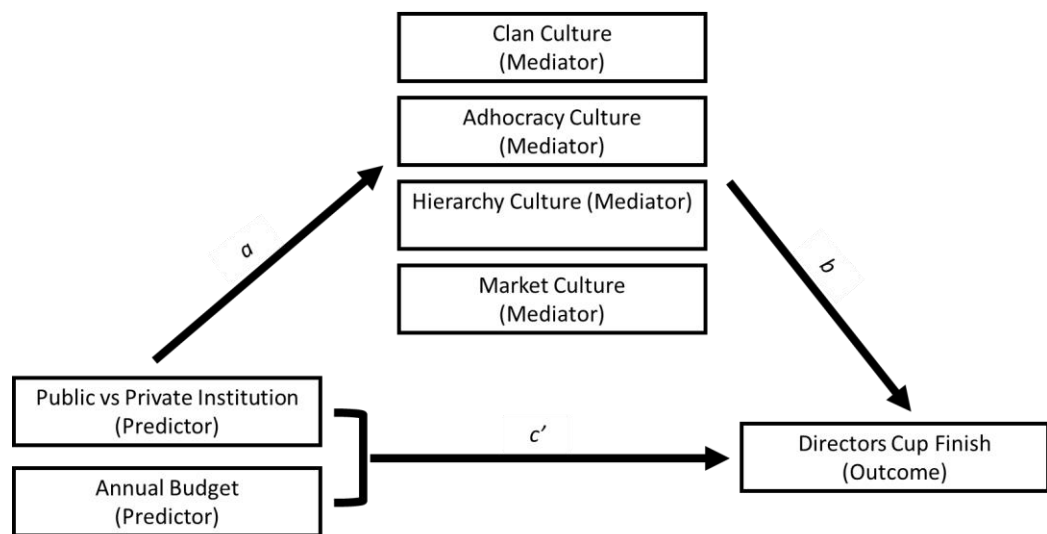 Clan Culture
(Mediator)
Adhocracy Culture
(Mediator)
Hierarchy Culture (Mediator)
Market Culture
(Mediator)
a
b
Public vs Private Institution
(Predictor)
Annual Budget
(Predictor)
c’
Directors Cup Finish
(Outcome)